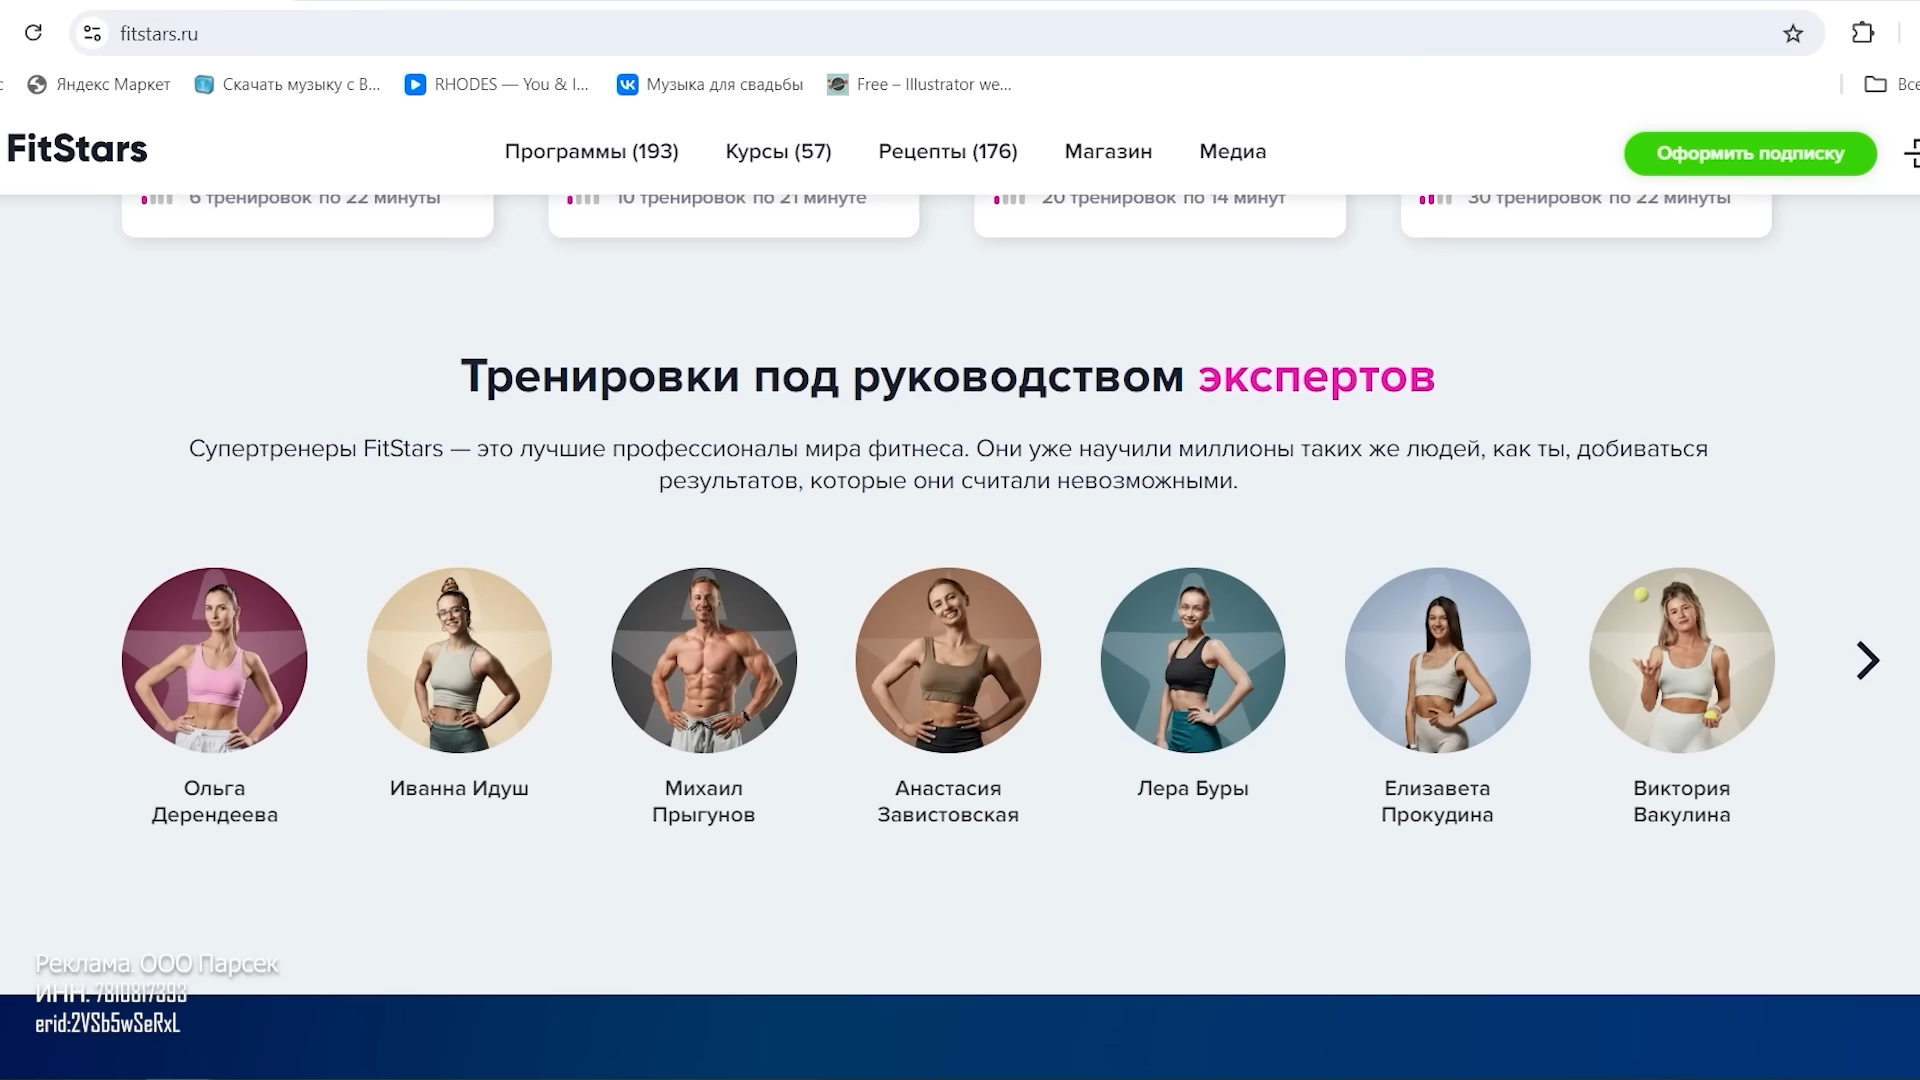 fitstars.ru
Яндекс Маркет
Скачать музыку с В...
RHODES — You & I...
Музыка для свадьбы
Free – Illustrator we...
Все
FitStars
Программы (193)
Курсы (57)
Рецепты (176)
Магазин
Медиа
Оформить подписку
6 тренировок по 22 минуты
10 тренировок по 21 минуте
20 тренировок по 14 минут
30 тренировок по 22 минуты
Тренировки под руководством экспертов
Супертренеры FitStars — это лучшие профессионалы мира фитнеса. Они уже научили миллионы таких же людей, как ты, добиваться
результатов, которые они считали невозможными.
Ольга
Дерендеева
Иванна Идуш
Михаил
Прыгунов
Анастасия
Завистовская
Лера Буры
Елизавета
Прокудина
Виктория
Вакулина
Реклама. ООО Парсек
ИНН: 7810817393
erid:2VSb5wSeRxL